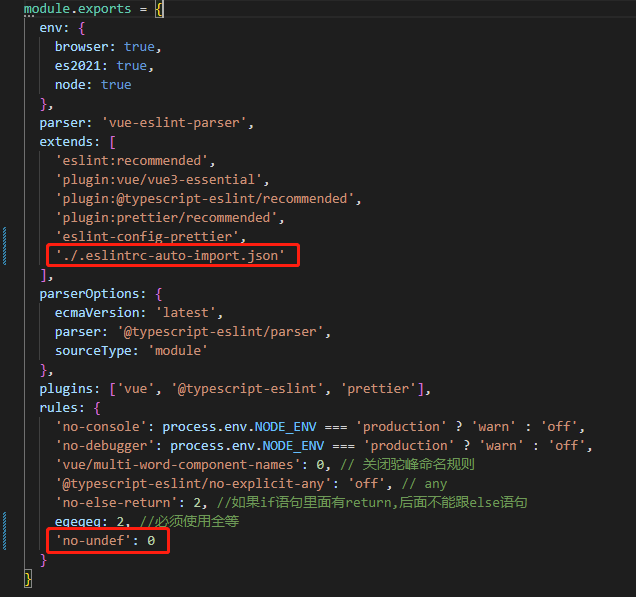 module.exports = {
env: {
browser: true,
es2021: true,
node: true
},
parser: 'vue-eslint-parser',
extends: [
'eslint:recommended',
'plugin:vue/vue3-essential',
'plugin:@typescript-eslint/recommended',
'plugin:prettier/recommended',
'eslint-config-prettier',
'./.eslintrc-auto-import.json'
],
parserOptions: {
ecmaVersion: 'latest',
parser: '@typescript-eslint/parser',
sourceType: 'module'
},
plugins: ['vue', '@typescript-eslint', 'prettier'],
rules: {
'no-console': process.env.NODE_ENV === 'production' ? 'warn' : 'off',
'no-debugger': process.env.NODE_ENV === 'production' ? 'warn' : 'off',
'vue/multi-word-component-names': 0, // 关闭驼峰命名规则
'@typescript-eslint/no-explicit-any': 'off', // any
'no-else-return': 2, //如果if语句里面有return,后面不能跟else语句
eqeqeq: 2, //必须使用全等
'no-undef': 0
}
}